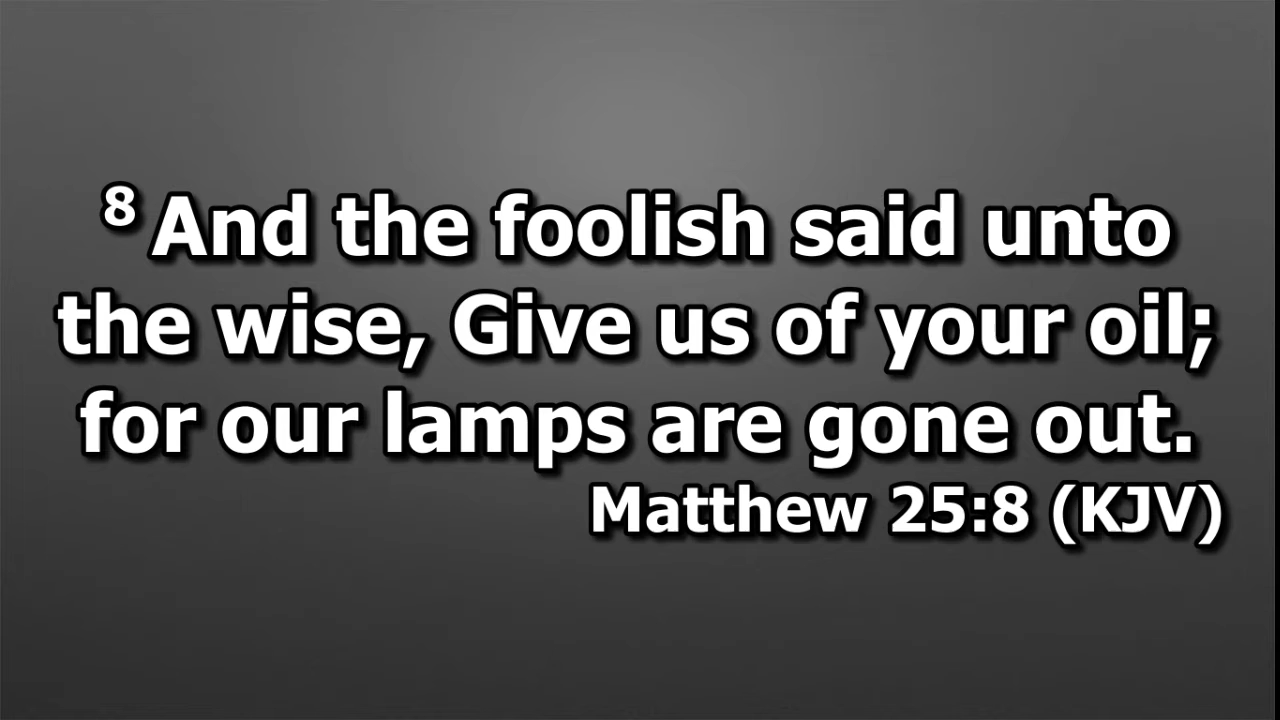 8 And the foolish said unto
the wise, Give us of your oil;
for our lamps are gone out.
Matthew 25:8 (KJV)